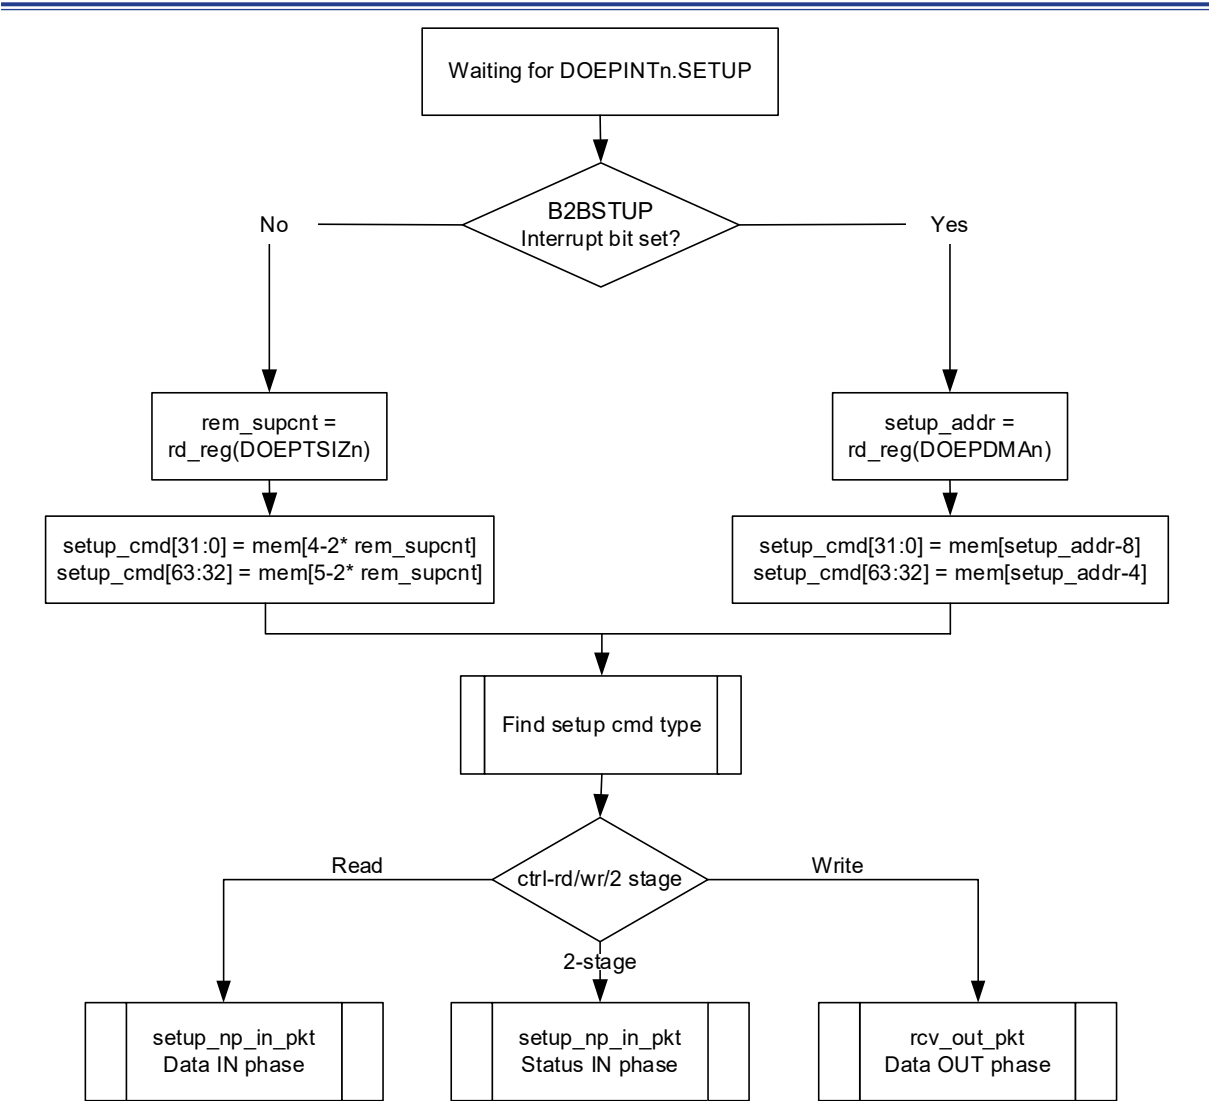 Waiting for DOEPINTn.SETUP
B2BSTUP
Interrupt bit set?
No
Yes
rem_supcnt =
rd_reg(DOEPTSIZn)
setup_addr =
rd_reg(DOEPDMAn)
setup_cmd[31:0] = mem[4-2* rem_supcnt]
setup_cmd[63:32] = mem[5-2* rem_supcnt]
setup_cmd[31:0] = mem[setup_addr-8]
setup_cmd[63:32] = mem[setup_addr-4]
Find setup cmd type
Read
ctrl-rd/wr/2 stage
Write
2-stage
setup_np_in_pkt
Data IN phase
setup_np_in_pkt
Status IN phase
rcv_out_pkt
Data OUT phase